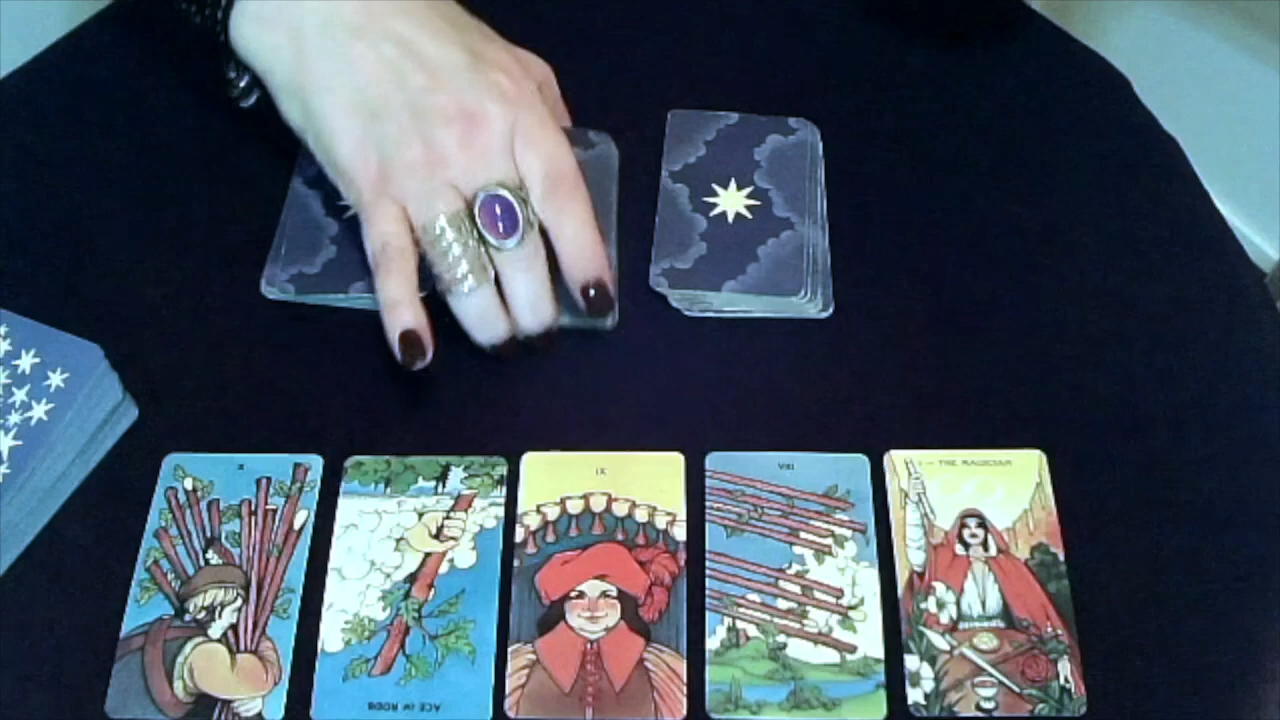 X
IX
VIII
I — THE MAGICIAN
ACE OF RODS